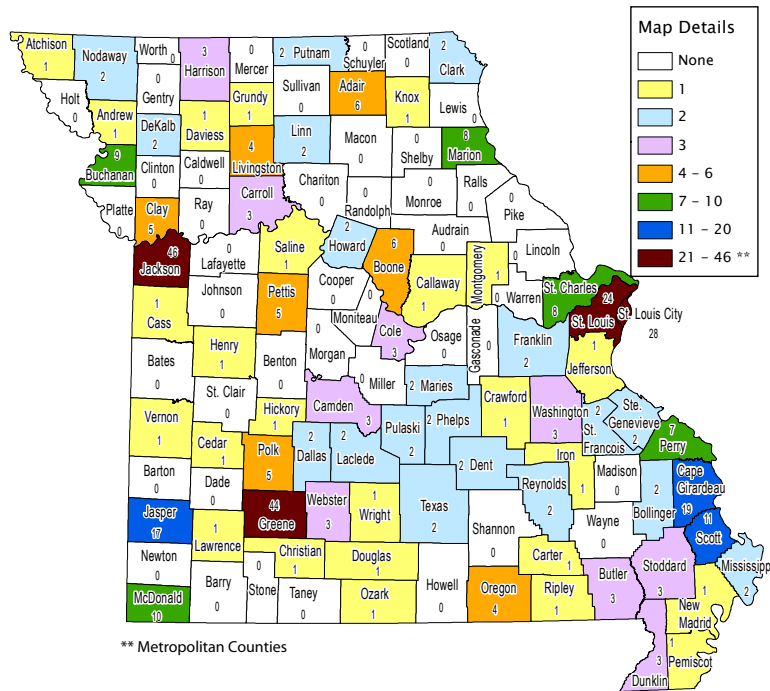 Map Details
None
1
2
3
4 – 6
7 – 10
11 – 20
21 – 46 **
Atchison
1
Nodaway
2
Worth 0
3
Harrison
0
Mercer
2 Putnam
0
Schuyler
Scotland
0
2
Clark
Holt
0
0
Gentry
Andrew
1
DeKalb
2
1
Daviess
Grundy
1
Sullivan
0
Adair
6
Knox
1
Lewis
0
9
Buchanan
Clinton
0
Caldwell
0
4
Livingston
Linn
2
Macon
0
0
Shelby
8
Marion
Platte
0
Clay
5
Ray
0
Carroll
3
Chariton
0
0
Randolph
0
Monroe
Ralls
0
0
Pike
46
Jackson
0
Lafayette
Saline
1
2
Howard
6
Boone
Audrain
0
Callaway
1
Montgomery
1
0
Lincoln
0
Warren
St. Charles
8
24
St. Louis
St. Louis City
28
1
Cass
Johnson
0
Pettis
5
Cooper
0
0
Moniteau
Cole
3
Osage
0
Gasconade
0
Franklin
2
1
Jefferson
Bates
0
Henry
1
Benton
0
0
Morgan
0
Miller
2 Maries
Crawford
1
Washington
3
2
St.
Francois
Ste.
Genevieve
2
7
Perry
Vernon
1
St. Clair
0
Hickory
1
Camden
3
Pulaski
2
2 Phelps
Cedar
1
Polk
5
2
Dallas
2
Laclede
2 Dent
Iron
1
Madison
0
2
Bollinger
Cape
Girardeau
19
Barton
0
Dade
0
Reynolds
2
Jasper
17
1
Lawrence
44
Greene
Webster
3
1
Wright
Texas
2
Shannon
0
Wayne
0
11
Scott
Newton
0
Christian
1
Douglas
1
Carter
1
Butler
3
Stoddard
3
Mississipp
2
McDonald
10
Barry
0
0
Stone
Taney
0
Ozark
1
Howell
0
Oregon
4
Ripley
1
1
New
Madrid
3
Dunklin
1
Pemiscot
** Metropolitan Counties